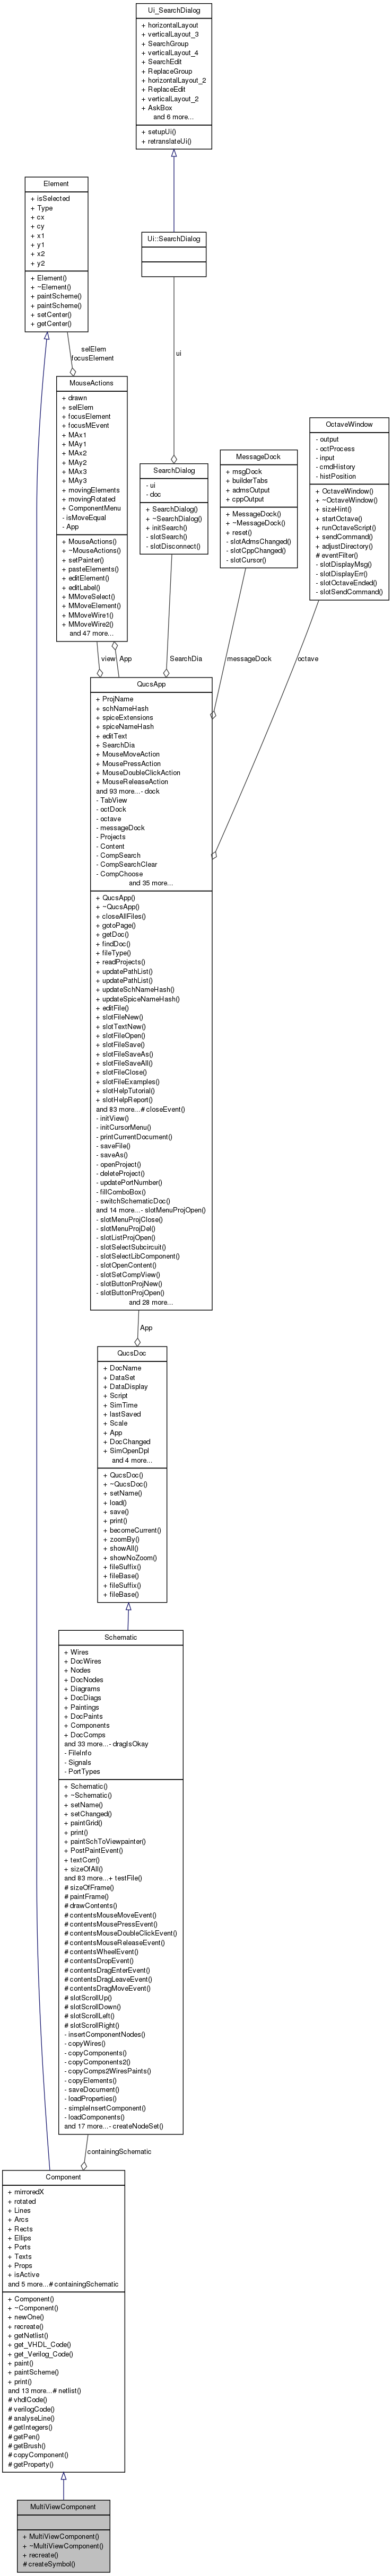 Ui_SearchDialog
+ horizontalLayout
+ verticalLayout_3
+ SearchGroup
+ verticalLayout_4
+ SearchEdit
+ ReplaceGroup
+ horizontalLayout_2
+ ReplaceEdit
+ verticalLayout_2
+ AskBox
and 6 more...
+ setupUi()
+ retranslateUi()
Element
+ isSelected
+ Type
+ cx
+ cy
+ x1
+ y1
+ x2
+ y2
+ Element()
+ ~Element()
+ paintScheme()
+ paintScheme()
+ setCenter()
+ getCenter()
Ui::SearchDialog
selElem
focusElement
ui
MouseActions
+ drawn
+ selElem
+ focusElement
+ focusMEvent
+ MAx1
+ MAy1
+ MAx2
+ MAy2
+ MAx3
+ MAy3
+ movingElements
+ movingRotated
+ ComponentMenu
- isMoveEqual
- App
+ MouseActions()
+ ~MouseActions()
+ setPainter()
+ pasteElements()
+ editElement()
+ editLabel()
+ MMoveSelect()
+ MMoveElement()
+ MMoveWire1()
+ MMoveWire2()
and 47 more...
SearchDialog
- ui
- doc
+ SearchDialog()
+ ~SearchDialog()
+ initSearch()
- slotSearch()
- slotDisconnect()
MessageDock
+ msgDock
+ builderTabs
+ admsOutput
+ cppOutput
+ MessageDock()
+ ~MessageDock()
+ reset()
- slotAdmsChanged()
- slotCppChanged()
- slotCursor()
OctaveWindow
- output
- octProcess
- input
- cmdHistory
- histPosition
+ OctaveWindow()
+ ~OctaveWindow()
+ sizeHint()
+ startOctave()
+ runOctaveScript()
+ sendCommand()
+ adjustDirectory()
# eventFilter()
- slotDisplayMsg()
- slotDisplayErr()
- slotOctaveEnded()
- slotSendCommand()
view
App
SearchDia
messageDock
octave
QucsApp
+ ProjName
+ schNameHash
+ spiceExtensions
+ spiceNameHash
+ editText
+ SearchDia
+ MouseMoveAction
+ MousePressAction
+ MouseDoubleClickAction
+ MouseReleaseAction
and 93 more...- dock
- TabView
- octDock
- octave
- messageDock
- Projects
- Content
- CompSearch
- CompSearchClear
- CompChoose
and 35 more...
+ QucsApp()
+ ~QucsApp()
+ closeAllFiles()
+ gotoPage()
+ getDoc()
+ findDoc()
+ fileType()
+ readProjects()
+ updatePathList()
+ updatePathList()
+ updateSchNameHash()
+ updateSpiceNameHash()
+ editFile()
+ slotFileNew()
+ slotTextNew()
+ slotFileOpen()
+ slotFileSave()
+ slotFileSaveAs()
+ slotFileSaveAll()
+ slotFileClose()
+ slotFileExamples()
+ slotHelpTutorial()
+ slotHelpReport()
and 83 more...# closeEvent()
- initView()
- initCursorMenu()
- printCurrentDocument()
- saveFile()
- saveAs()
- openProject()
- deleteProject()
- updatePortNumber()
- fillComboBox()
- switchSchematicDoc()
and 14 more...- slotMenuProjOpen()
- slotMenuProjClose()
- slotMenuProjDel()
- slotListProjOpen()
- slotSelectSubcircuit()
- slotSelectLibComponent()
- slotOpenContent()
- slotSetCompView()
- slotButtonProjNew()
- slotButtonProjOpen()
and 28 more...
App
QucsDoc
+ DocName
+ DataSet
+ DataDisplay
+ Script
+ SimTime
+ lastSaved
+ Scale
+ App
+ DocChanged
+ SimOpenDpl
and 4 more...
+ QucsDoc()
+ ~QucsDoc()
+ setName()
+ load()
+ save()
+ print()
+ becomeCurrent()
+ zoomBy()
+ showAll()
+ showNoZoom()
+ fileSuffix()
+ fileBase()
+ fileSuffix()
+ fileBase()
Schematic
+ Wires
+ DocWires
+ Nodes
+ DocNodes
+ Diagrams
+ DocDiags
+ Paintings
+ DocPaints
+ Components
+ DocComps
and 33 more...- dragIsOkay
- FileInfo
- Signals
- PortTypes
+ Schematic()
+ ~Schematic()
+ setName()
+ setChanged()
+ paintGrid()
+ print()
+ paintSchToViewpainter()
+ PostPaintEvent()
+ textCorr()
+ sizeOfAll()
and 83 more...+ testFile()
# sizeOfFrame()
# paintFrame()
# drawContents()
# contentsMouseMoveEvent()
# contentsMousePressEvent()
# contentsMouseDoubleClickEvent()
# contentsMouseReleaseEvent()
# contentsWheelEvent()
# contentsDropEvent()
# contentsDragEnterEvent()
# contentsDragLeaveEvent()
# contentsDragMoveEvent()
# slotScrollUp()
# slotScrollDown()
# slotScrollLeft()
# slotScrollRight()
- insertComponentNodes()
- copyWires()
- copyComponents()
- copyComponents2()
- copyComps2WiresPaints()
- copyElements()
- saveDocument()
- loadProperties()
- simpleInsertComponent()
- loadComponents()
and 17 more...- createNodeSet()
containingSchematic
Component
+ mirroredX
+ rotated
+ Lines
+ Arcs
+ Rects
+ Ellips
+ Ports
+ Texts
+ Props
+ isActive
and 5 more...# containingSchematic
+ Component()
+ ~Component()
+ newOne()
+ recreate()
+ getNetlist()
+ get_VHDL_Code()
+ get_Verilog_Code()
+ paint()
+ paintScheme()
+ print()
and 13 more...# netlist()
# vhdlCode()
# verilogCode()
# analyseLine()
# getIntegers()
# getPen()
# getBrush()
# copyComponent()
# getProperty()
MultiViewComponent
+ MultiViewComponent()
+ ~MultiViewComponent()
+ recreate()
# createSymbol()